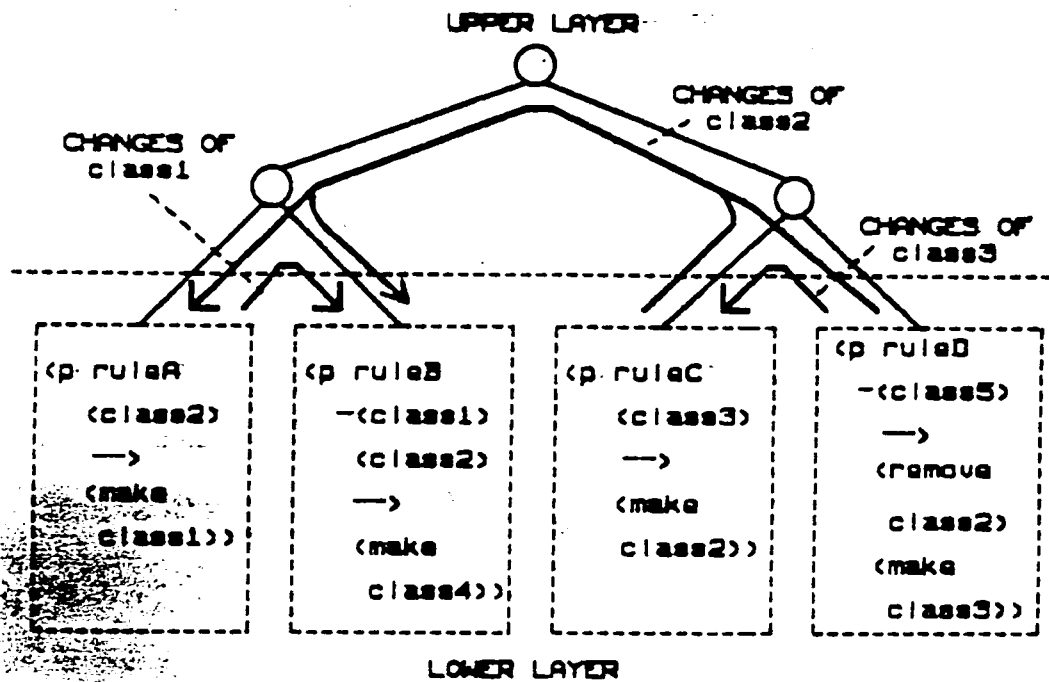 UPPER LAYER
CHANGES OF
class2
CHANGES OF
class1
CHANGES OF
class3
(p ruleA
(class2)
—>
(make
class1))
(p ruleB
-(class1)
(class2)
—>
(make
class4))
(p ruleC
(class3)
—>
(make
class2))
(p ruleD
-(class5)
—>
(remove
class2)
(make
class3))
LOWER LAYER